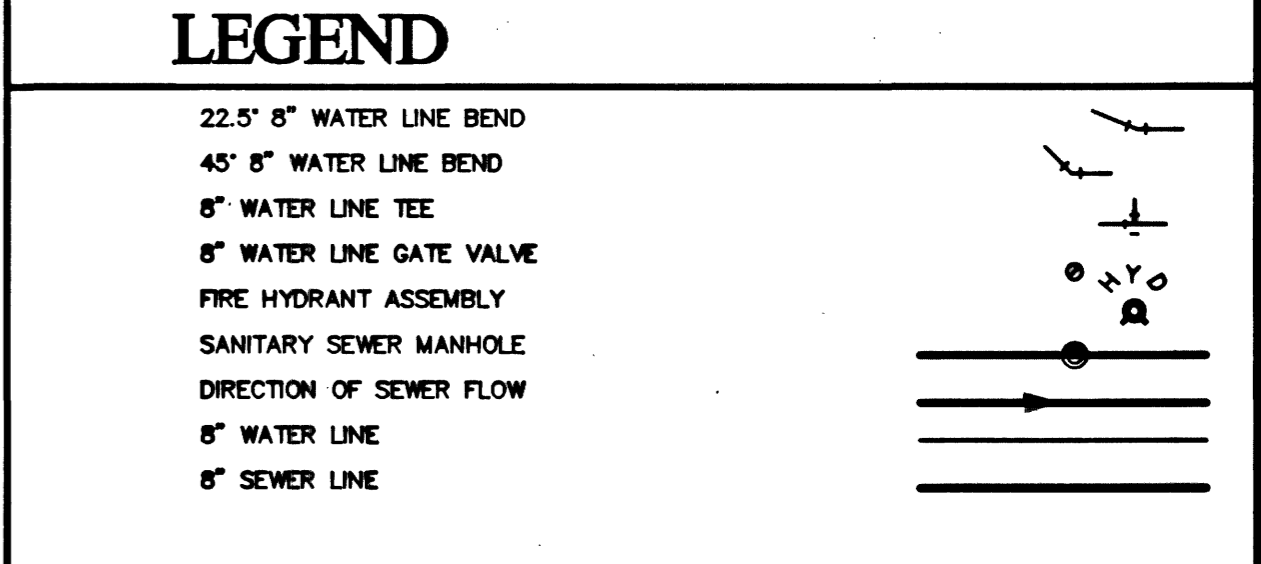 LEGEND
22.5° 8" WATER LINE BEND
45° 8" WATER LINE BEND
8" WATER LINE TEE
8" WATER LINE GATE VALVE
HYD
FIRE HYDRANT ASSEMBLY
SANITARY SEWER MANHOLE
DIRECTION OF SEWER FLOW
8" WATER LINE
8" SEWER LINE